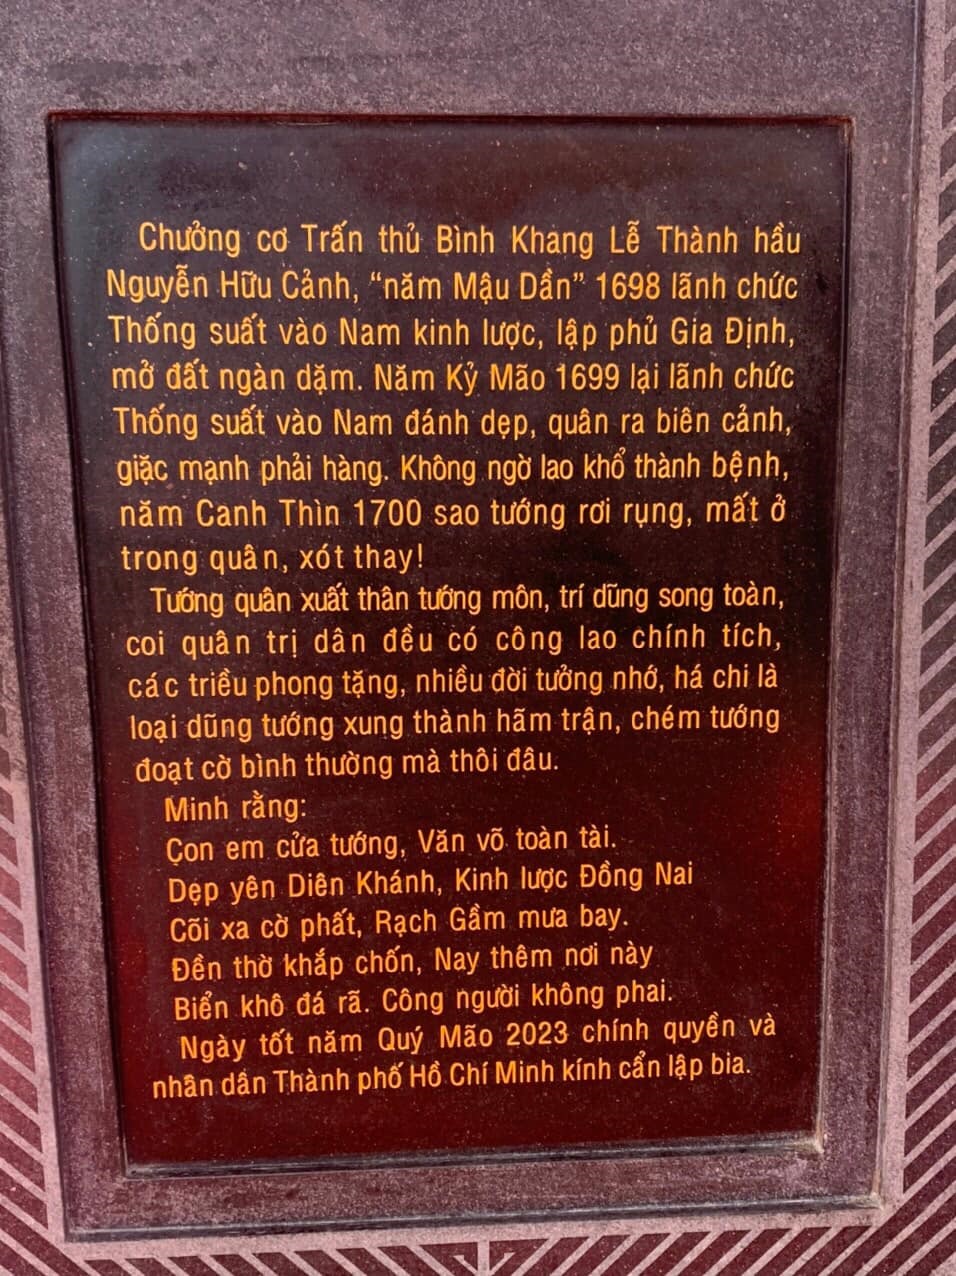 Chưởng cơ Trấn thủ Bình Khang Lễ Thành hầu
Nguyễn Hữu Cảnh, “năm Mậu Dần” 1698 lãnh chức
Thống suất vào Nam kinh lược, lập phủ Gia Định,
mở đất ngàn dặm. Năm Kỷ Mão 1699 lại lãnh chức
Thống suất vào Nam đánh dẹp, quân ra biên cảnh,
giặc mạnh phải hàng. Không ngờ lao khổ thành bệnh,
năm Canh Thìn 1700 sao tướng rơi rụng, mất ở
trong quân, xót thay!
Tướng quân xuất thân tướng môn, trí dũng song toàn,
coi quân trị dân đều có công lao chính tích,
các triều phong tặng, nhiều đời tưởng nhớ, há chi là
loại dũng tướng xung thành hãm trận, chém tướng
đoạt cờ bình thường mà thôi đâu.
Minh rằng:
Con em cửa tướng, Văn võ toàn tài.
Dẹp yên Diên Khánh, Kinh lược Đồng Nai
Cõi xa cờ phất, Rạch Gầm mưa bay.
Đền thờ khắp chốn, Nay thêm nơi này
Biển khô đá rã. Công người không phai.
Ngày tốt năm Quý Mão 2023 chính quyền và
nhân dân Thành phố Hồ Chí Minh kính cẩn lập bia.